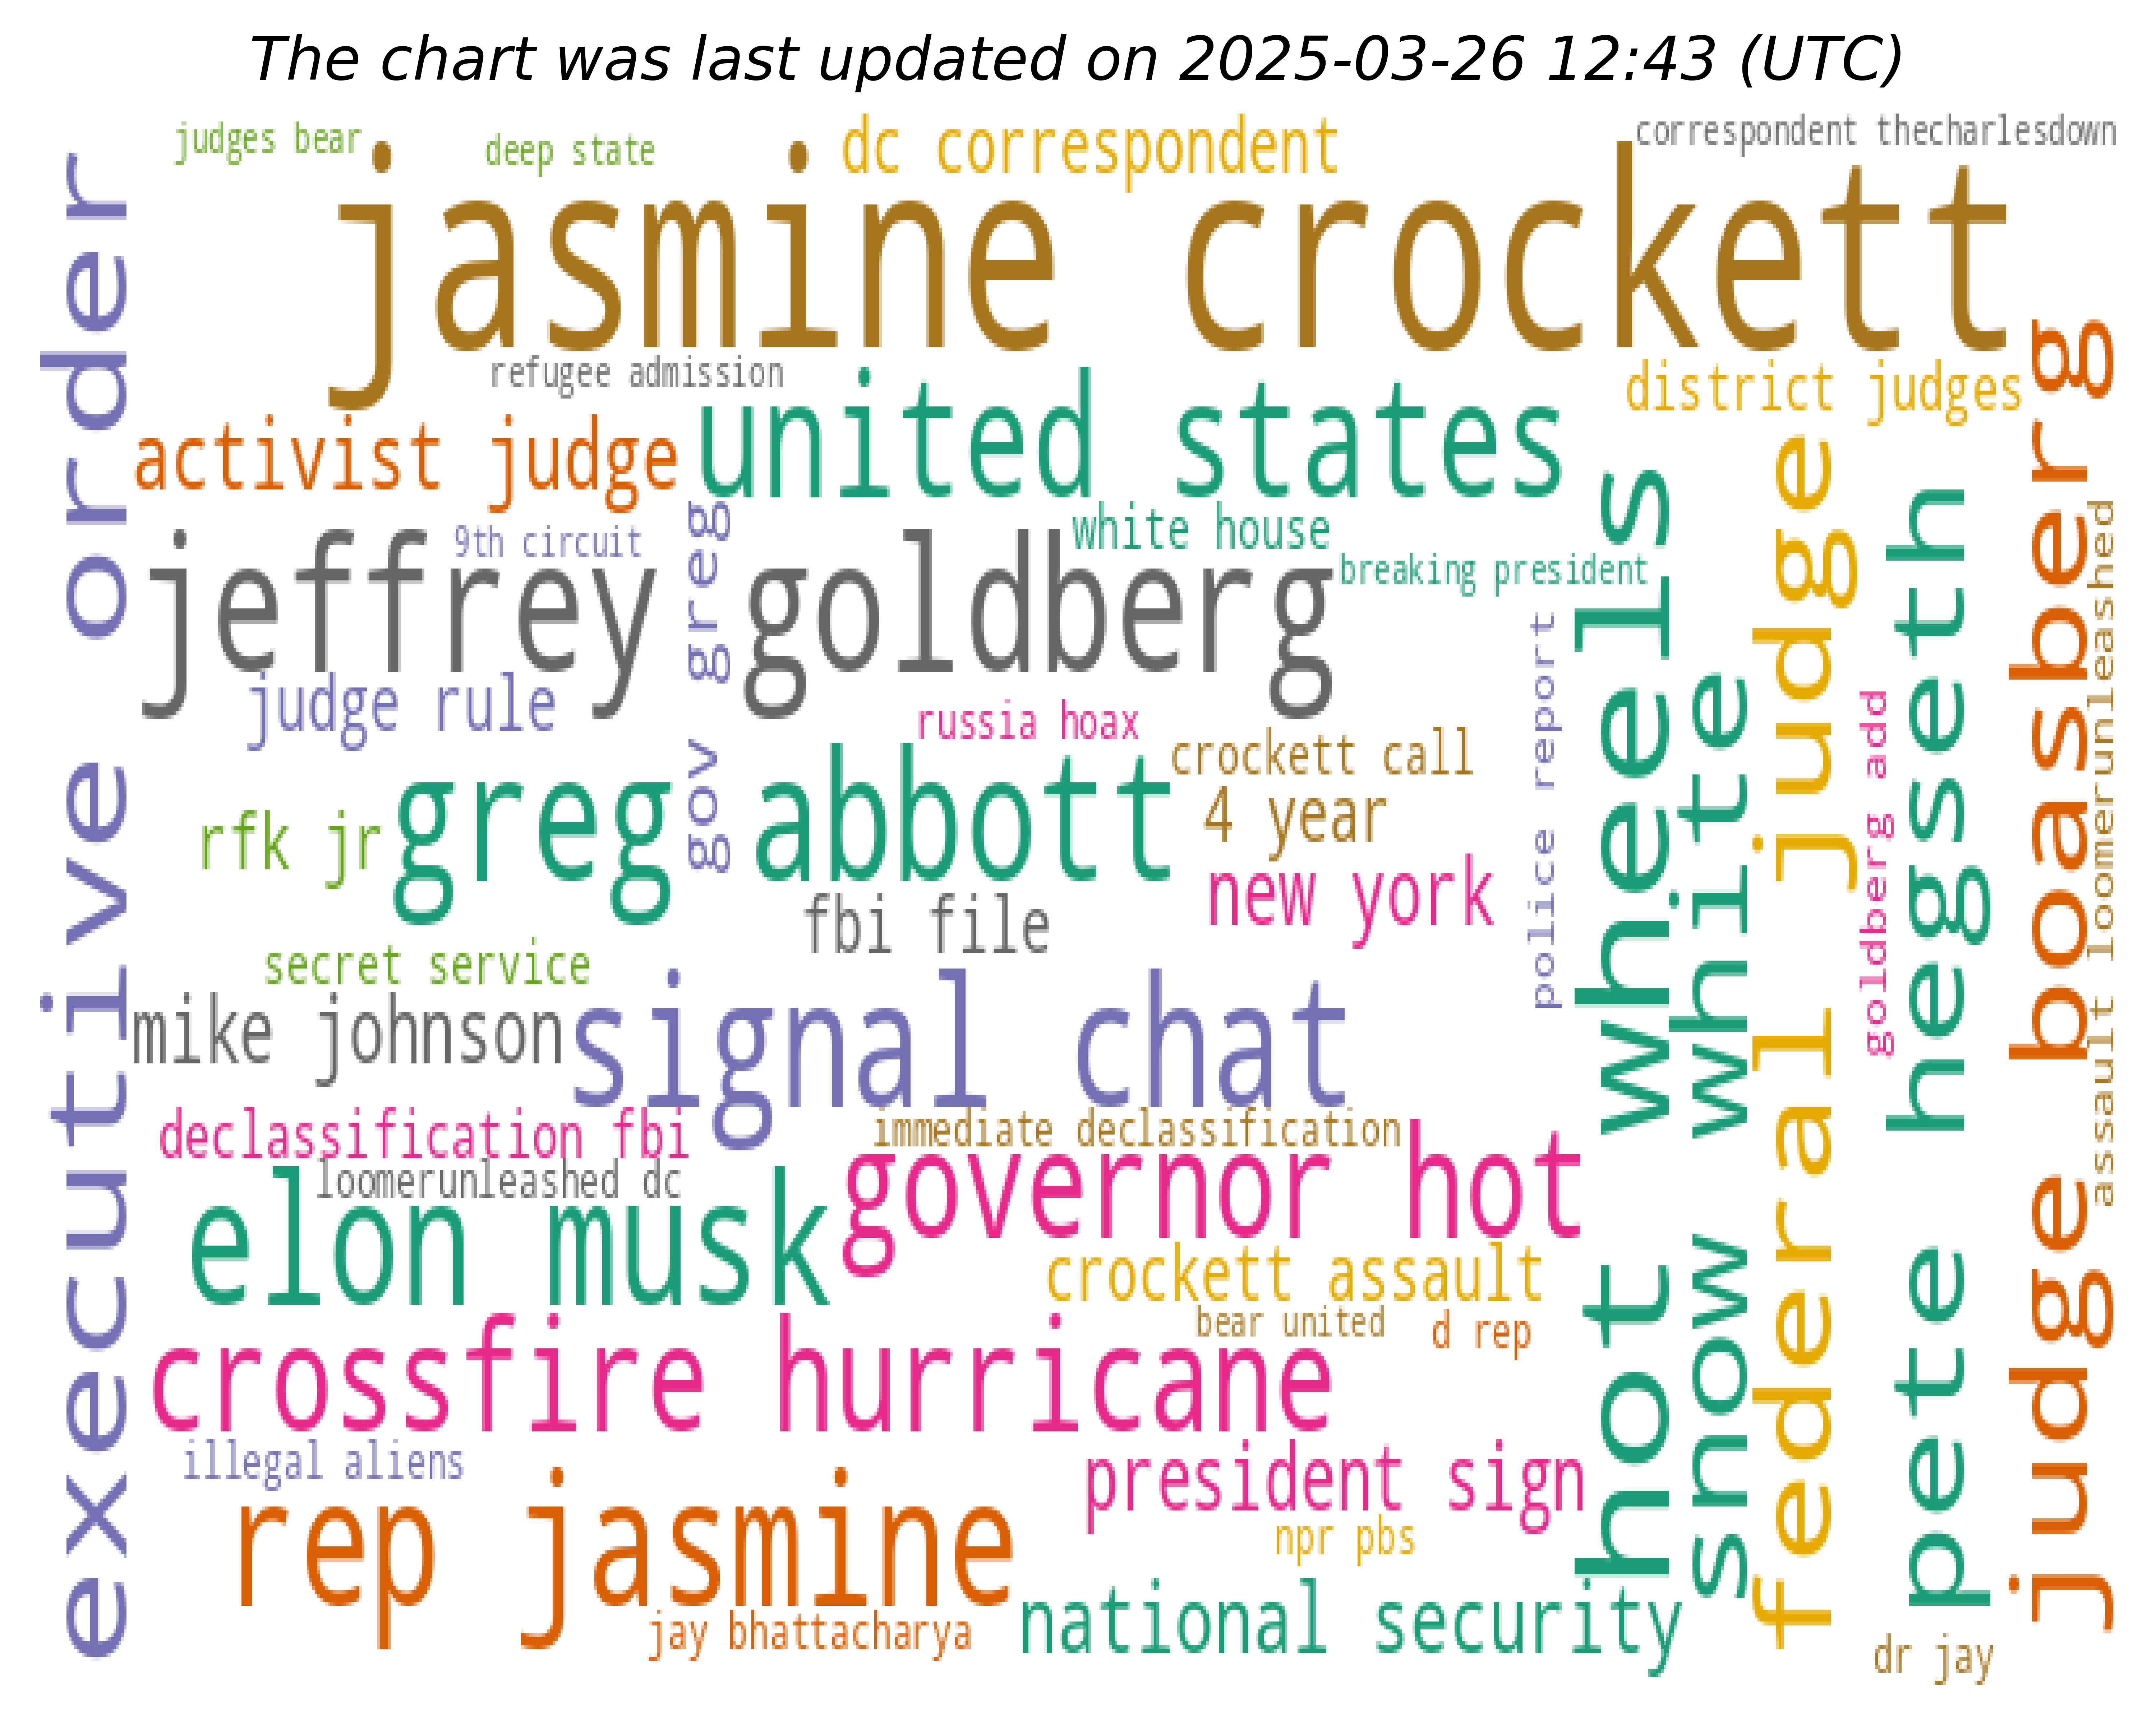 The chart was last updated on 2025-03-26 12:43 (UTC)
judges bear
deep state
dc correspondent
correspondent thecharlesdown
jasmine crockett
executive order
refugee admission
united states
district judges
activist judge
jeffrey goldberg
9th circuit
gov greg
white house
breaking president
judge rule
russia hoax
crockett call
greg abbott
rfk jr
4 year
new york
fbi file
secret service
mike johnson
signal chat
police report
hot wheels
snow white
federal judge
goldberg add
pete hegseth
judge boasberg
assault loomerunleashed
declassification fbi
immediate declassification
loomerunleashed dc
governor hot
elon musk
crockett assault
bear united
d rep
crossfire hurricane
illegal aliens
president sign
rep jasmine
npr pbs
national security
jay bhattacharya
dr jay